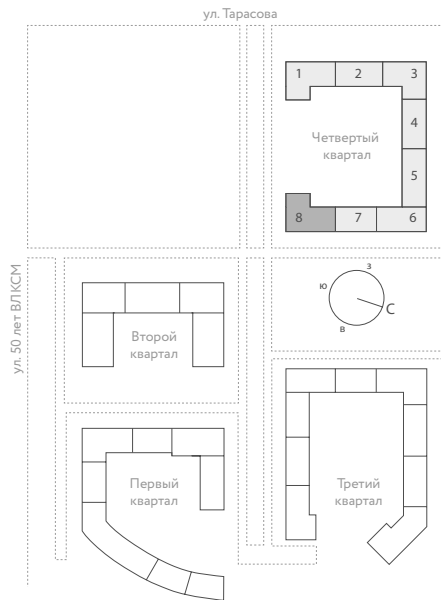 ул. Тарасова
1 2 3
4
Четвертый
квартал
5
8 7 6
з
ю
С
в
ул. 50 лет ВЛКСМ
Второй
квартал
Первый
квартал
Третий
квартал